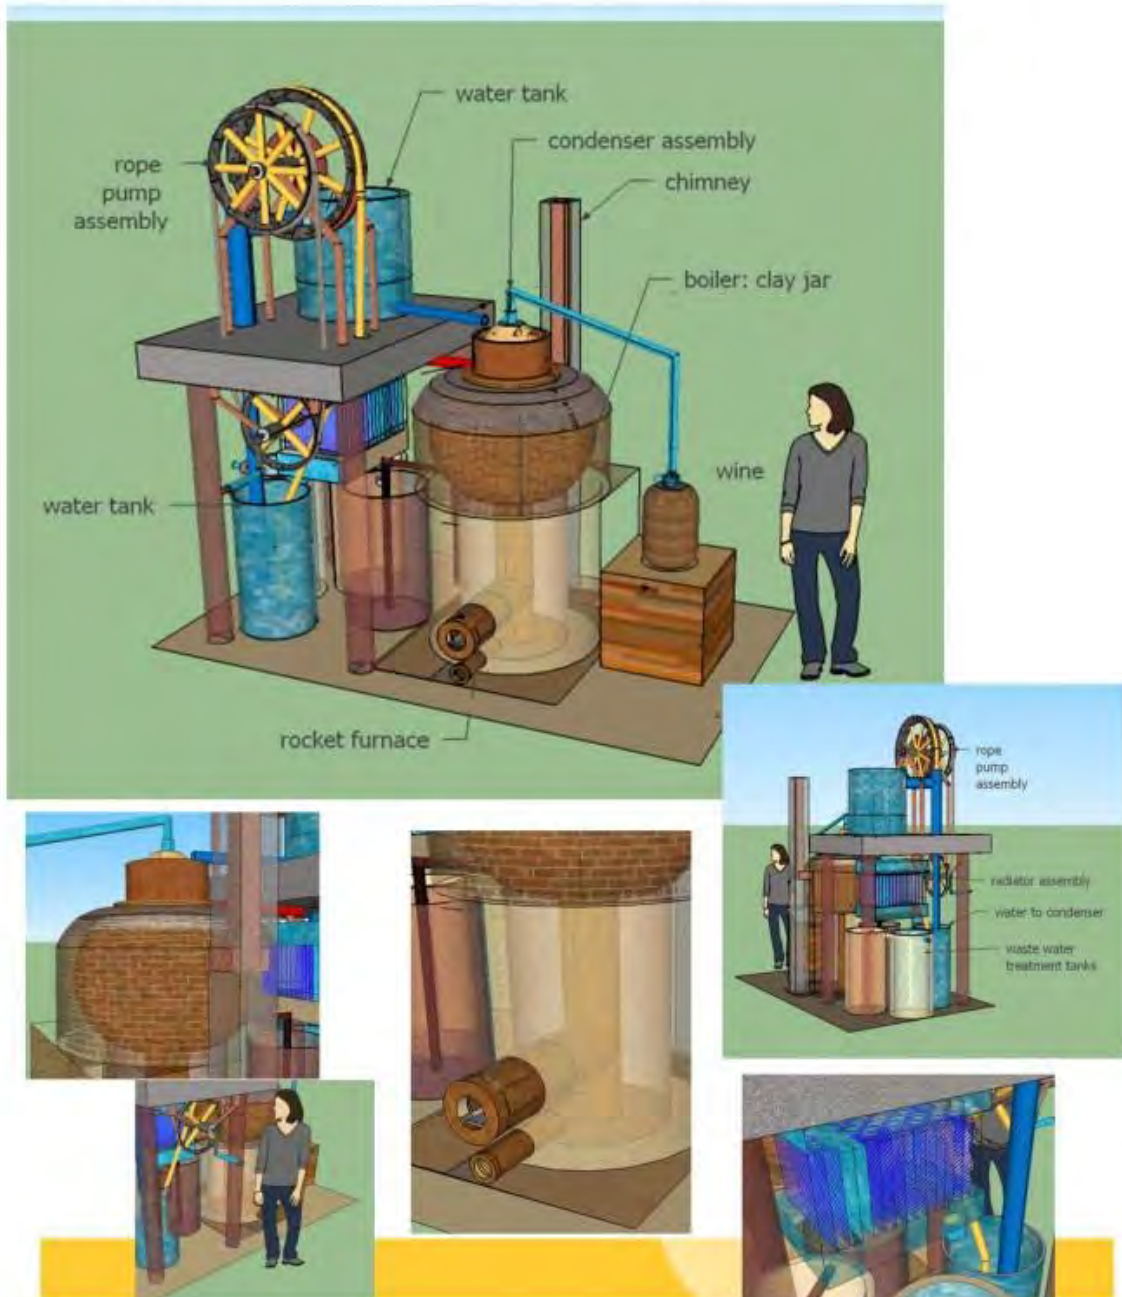 water tank
condenser assembly
chimney
rope
pump
assembly
boiler: clay jar
wine
water tank
rocket furnace
rope
pump
assembly
radiator assembly
water to condenser
waste water
treatment tanks